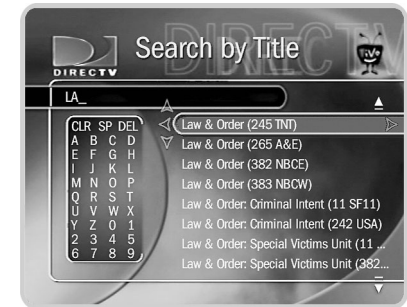 Search by Title
DIRECTV
TiVo
LA_
CLR SP DEL
A B C D
E F G H
I J K L
M N O P
Q R S T
U V W X
Y Z 0 1
2 3 4 5
6 7 8 9
Law & Order (245 TNT)
Law & Order (265 A&E)
Law & Order (382 NBCE)
Law & Order (383 NBCW)
Law & Order: Criminal Intent (11 SF11)
Law & Order: Criminal Intent (242 USA)
Law & Order: Special Victims Unit (11 ...
Law & Order: Special Victims Unit (382...